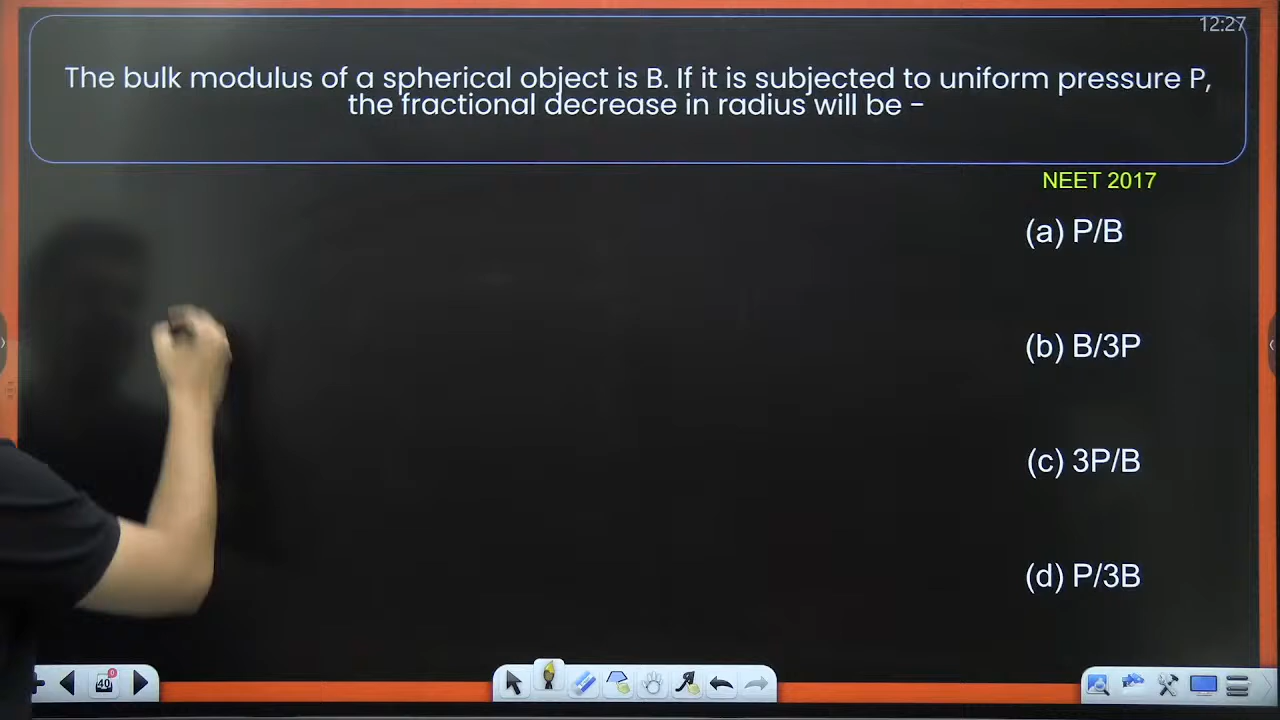 12:27
The bulk modulus of a spherical object is B. If it is subjected to uniform pressure P,
the fractional decrease in radius will be -
NEET 2017
(a) P/B
(b) B/3P
(c) 3P/B
(d) P/3B
40